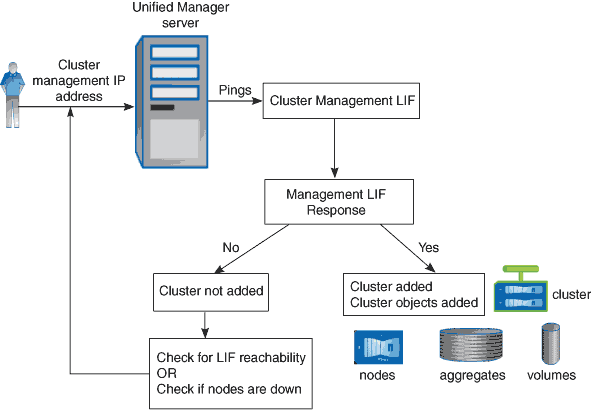 Unified Manager
server
Cluster
management IP
address
Pings
Cluster Management LIF
Management LIF
Response
No
Yes
Cluster not added
Cluster added
Cluster objects added
cluster
Check for LIF reachability
OR
Check if nodes are down
nodes
aggregates
volumes